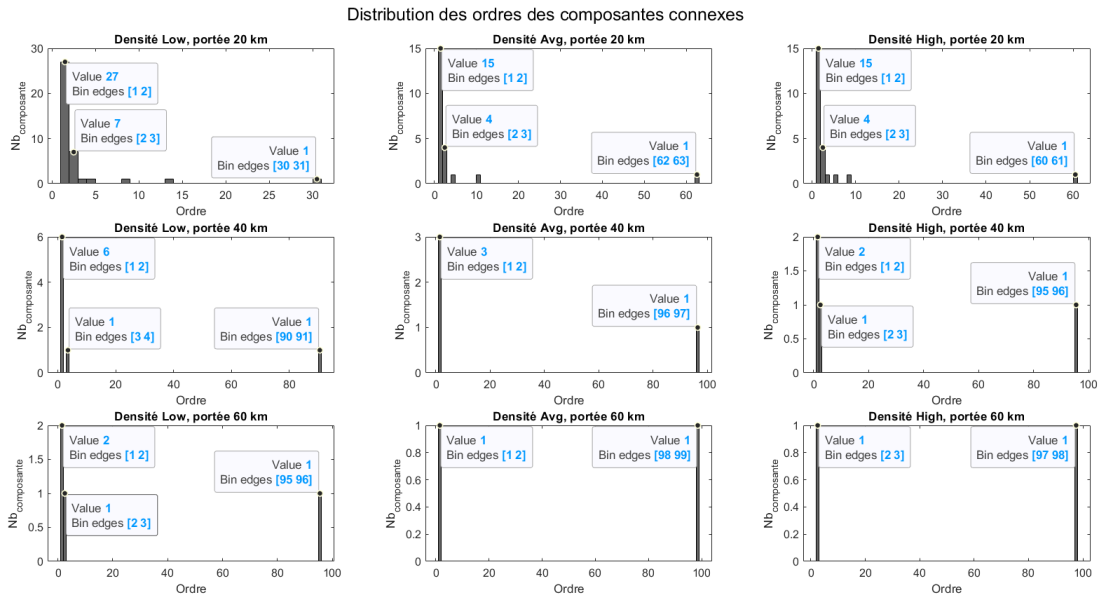 Distribution des ordres des composantes connexes
Densité Low, portée 20 km
30
20
10
0
Nb composante
Value 27
Bin edges [1 2]
Value 7
Bin edges [2 3]
Value 1
Bin edges [30 31]
0 5 10 15 20 25 30
Ordre
Densité Avg, portée 20 km
15
10
5
0
Nb composante
Value 15
Bin edges [1 2]
Value 4
Bin edges [2 3]
Value 1
Bin edges [62 63]
0 10 20 30 40 50 60
Ordre
Densité High, portée 20 km
15
10
5
0
Nb composante
Value 15
Bin edges [1 2]
Value 4
Bin edges [2 3]
Value 1
Bin edges [60 61]
0 10 20 30 40 50 60
Ordre
Densité Low, portée 40 km
6
4
2
0
Nb composante
Value 6
Bin edges [1 2]
Value 1
Bin edges [3 4]
Value 1
Bin edges [90 91]
0 20 40 60 80
Ordre
Densité Avg, portée 40 km
3
2
1
0
Nb composante
Value 3
Bin edges [1 2]
Value 1
Bin edges [96 97]
0 20 40 60 80 100
Ordre
Densité High, portée 40 km
2
1.5
1
0.5
0
Nb composante
Value 2
Bin edges [1 2]
Value 1
Bin edges [2 3]
Value 1
Bin edges [95 96]
0 20 40 60 80 100
Ordre
Densité Low, portée 60 km
2
1.5
1
0.5
0
Nb composante
Value 2
Bin edges [1 2]
Value 1
Bin edges [2 3]
Value 1
Bin edges [95 96]
0 20 40 60 80 100
Ordre
Densité Avg, portée 60 km
1
0.8
0.6
0.4
0.2
0
Nb composante
Value 1
Bin edges [1 2]
Value 1
Bin edges [98 99]
0 20 40 60 80 100
Ordre
Densité High, portée 60 km
1
0.8
0.6
0.4
0.2
0
Nb composante
Value 1
Bin edges [2 3]
Value 1
Bin edges [97 98]
0 20 40 60 80 100
Ordre